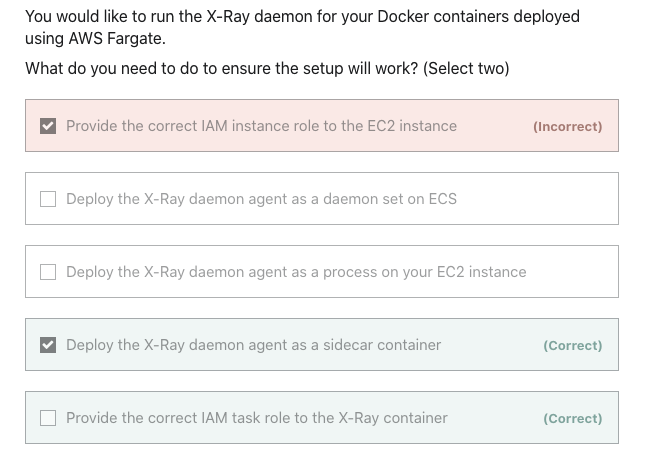 You would like to run the X-Ray daemon for your Docker containers deployed
using AWS Fargate.
What do you need to do to ensure the setup will work? (Select two)
Provide the correct IAM instance role to the EC2 instance (Incorrect)
Deploy the X-Ray daemon agent as a daemon set on ECS
Deploy the X-Ray daemon agent as a process on your EC2 instance
Deploy the X-Ray daemon agent as a sidecar container (Correct)
Provide the correct IAM task role to the X-Ray container (Correct)